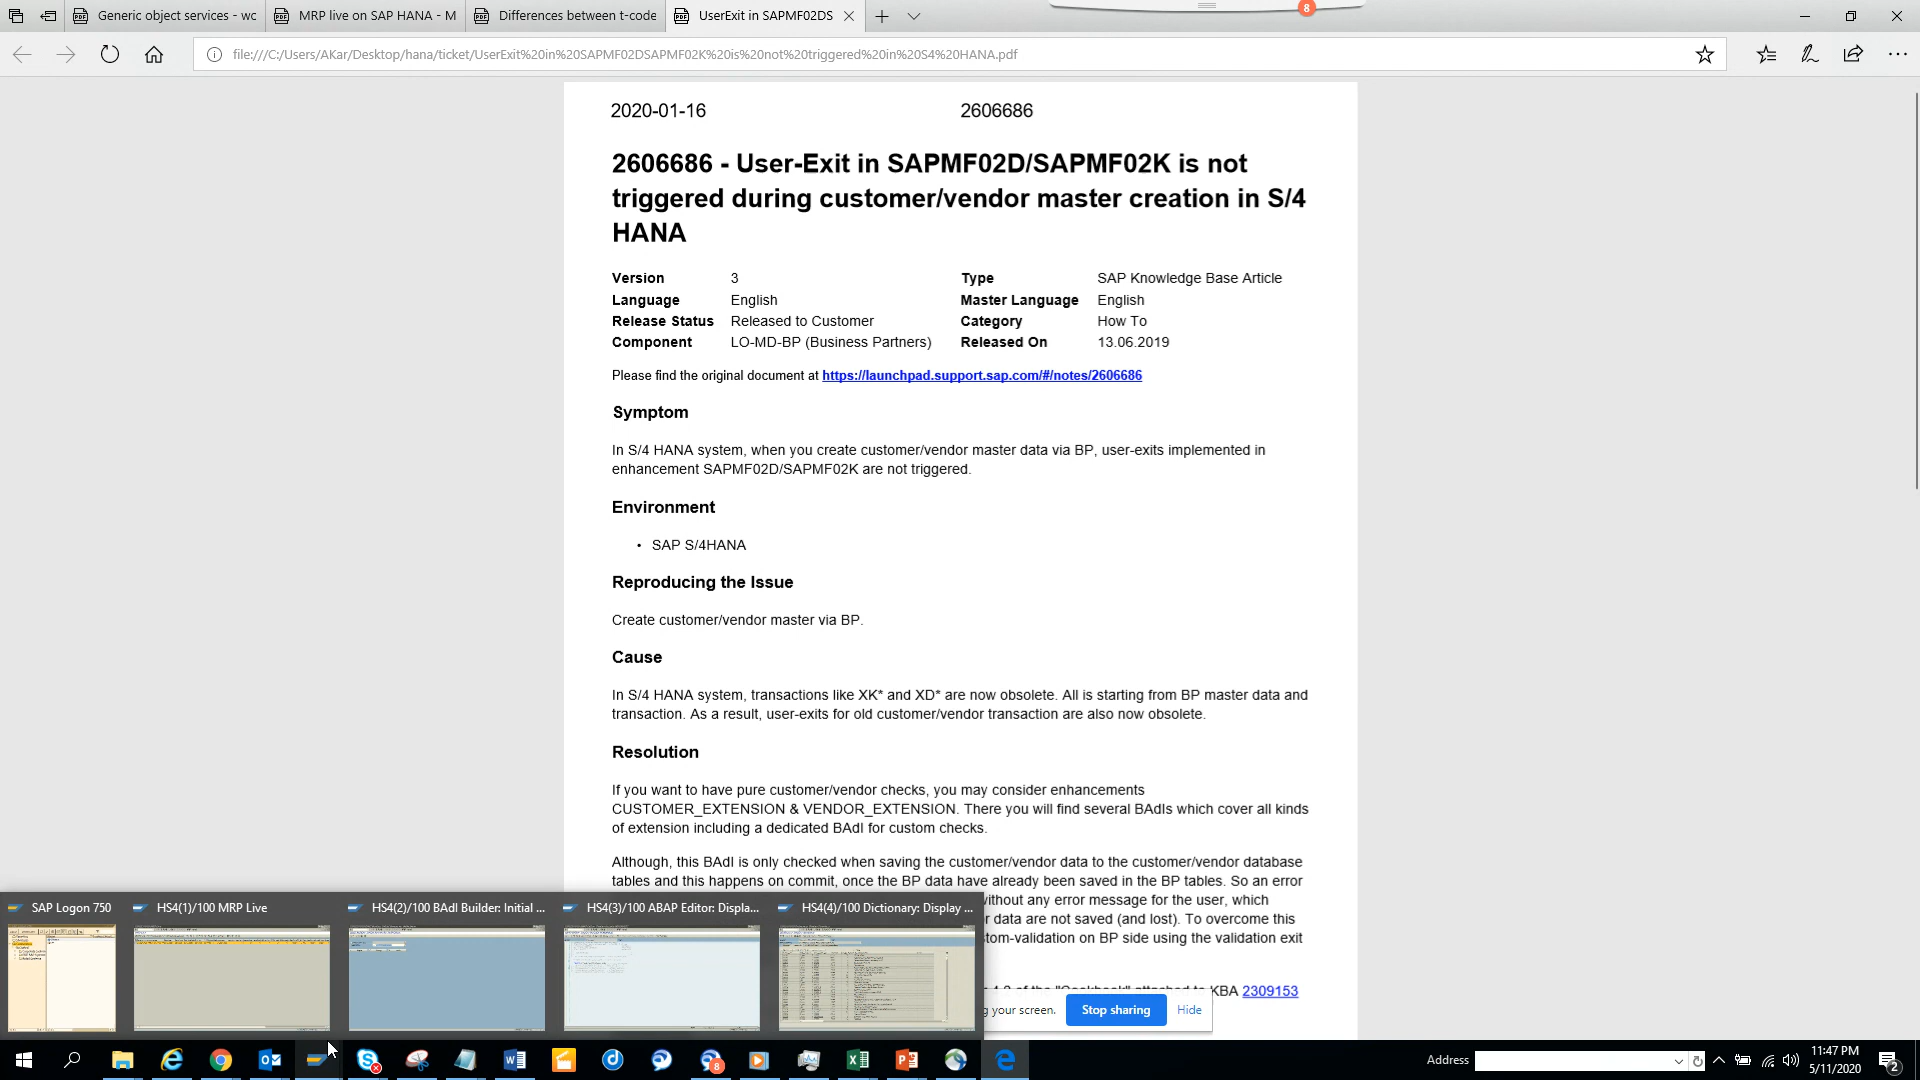 Generic object services - wc
MRP live on SAP HANA - M
Differences between t-code
UserExit in SAPMF02DS
8
file:///C:/Users/AKar/Desktop/hana/ticket/UserExit%20in%20SAPMF02DSAPMF02K%20is%20not%20triggered%20in%20S4%20HANA.pdf
2020-01-16 2606686
2606686 - User-Exit in SAPMF02D/SAPMF02K is not
triggered during customer/vendor master creation in S/4
HANA
Version 3 Type SAP Knowledge Base Article
Language English Master Language English
Release Status Released to Customer Category How To
Component LO-MD-BP (Business Partners) Released On 13.06.2019
Please find the original document at https://launchpad.support.sap.com/#/notes/2606686
Symptom
In S/4 HANA system, when you create customer/vendor master data via BP, user-exits implemented in
enhancement SAPMF02D/SAPMF02K are not triggered.
Environment
• SAP S/4HANA
Reproducing the Issue
Create customer/vendor master via BP.
Cause
In S/4 HANA system, transactions like XK* and XD* are now obsolete. All is starting from BP master data and
transaction. As a result, user-exits for old customer/vendor transaction are also now obsolete.
Resolution
If you want to have pure customer/vendor checks, you may consider enhancements
CUSTOMER_EXTENSION & VENDOR_EXTENSION. There you will find several BAdIs which cover all kinds
of extension including a dedicated BAdI for custom checks.
Although, this BAdI is only checked when saving the customer/vendor data to the customer/vendor database
tables and this happens on commit, once the BP data have already been saved in the BP tables. So an error
without any error message for the user, which
r data are not saved (and lost). To overcome this
stom-validation on BP side using the validation exit
KBA 2309153
SAP Logon 750
HS4(1)/100 MRP Live
HS4(2)/100 BAdI Builder: Initial ...
HS4(3)/100 ABAP Editor: Displa...
HS4(4)/100 Dictionary: Display ...
g your screen.
Stop sharing
Hide
8
Address
11:47 PM
5/11/2020
2